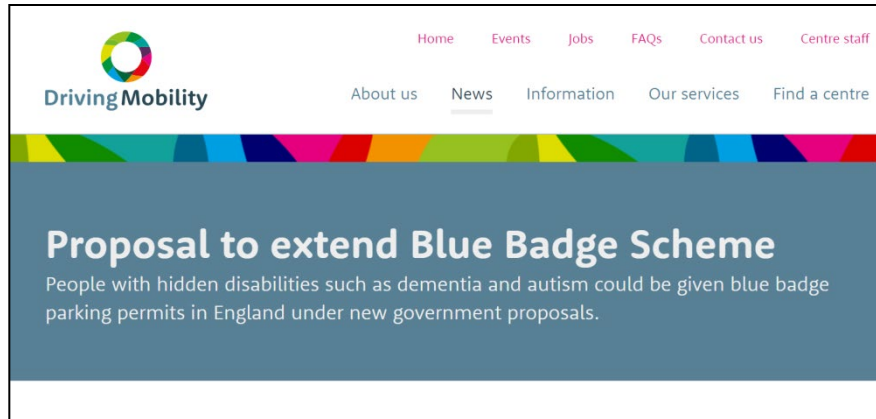 Home Events Jobs FAQs Contact us Centre staff
DrivingMobility
About us News Information Our services Find a centre
Proposal to extend Blue Badge Scheme
People with hidden disabilities such as dementia and autism could be given blue badge
parking permits in England under new government proposals.